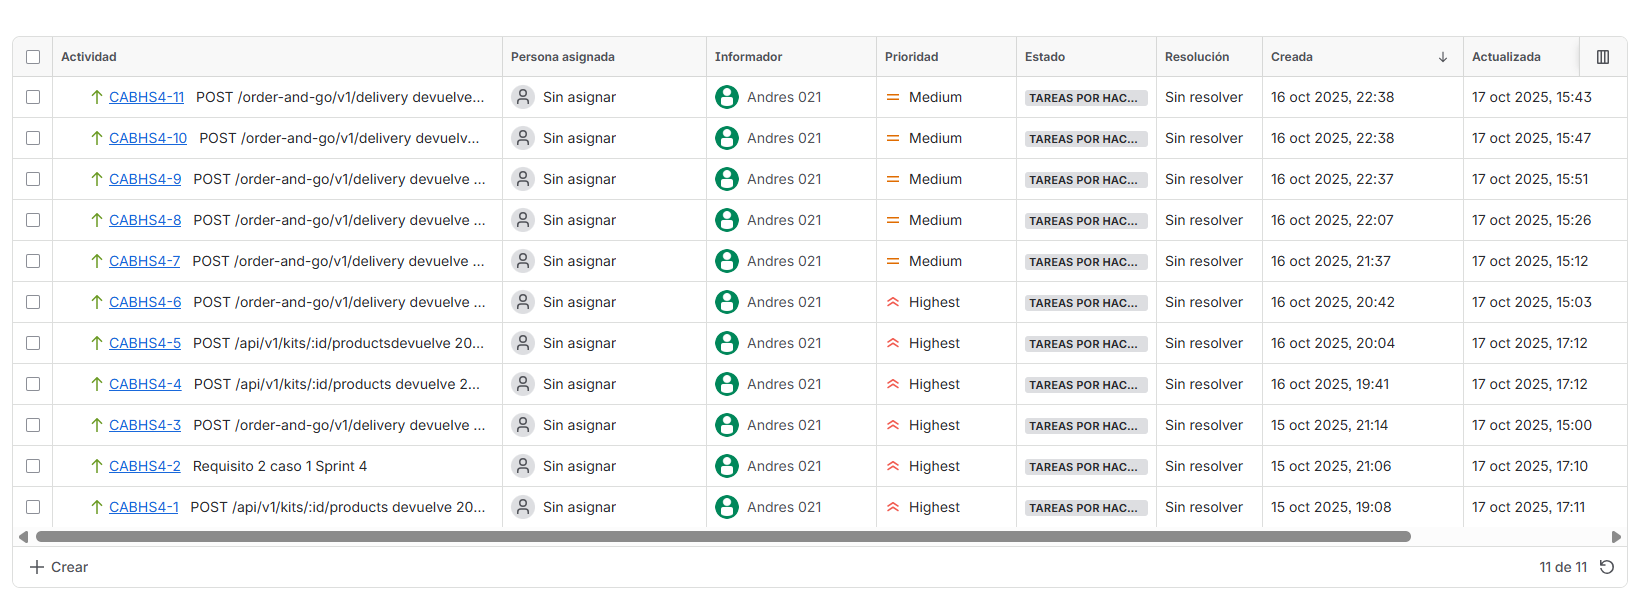 Actividad Persona asignada Informador Prioridad Estado Resolución Creada Actualizada
CABHS4-11 POST /order-and-go/v1/delivery devuelve... Sin asignar Andres 021 Medium TAREAS POR HAC... Sin resolver 16 oct 2025, 22:38 17 oct 2025, 15:43
CABHS4-10 POST /order-and-go/v1/delivery devuelv... Sin asignar Andres 021 Medium TAREAS POR HAC... Sin resolver 16 oct 2025, 22:38 17 oct 2025, 15:47
CABHS4-9 POST /order-and-go/v1/delivery devuelve ... Sin asignar Andres 021 Medium TAREAS POR HAC... Sin resolver 16 oct 2025, 22:37 17 oct 2025, 15:51
CABHS4-8 POST /order-and-go/v1/delivery devuelve ... Sin asignar Andres 021 Medium TAREAS POR HAC... Sin resolver 16 oct 2025, 22:07 17 oct 2025, 15:26
CABHS4-7 POST /order-and-go/v1/delivery devuelve ... Sin asignar Andres 021 Medium TAREAS POR HAC... Sin resolver 16 oct 2025, 21:37 17 oct 2025, 15:12
CABHS4-6 POST /order-and-go/v1/delivery devuelve ... Sin asignar Andres 021 Highest TAREAS POR HAC... Sin resolver 16 oct 2025, 20:42 17 oct 2025, 15:03
CABHS4-5 POST /api/v1/kits/:id/productsdevuelve 20... Sin asignar Andres 021 Highest TAREAS POR HAC... Sin resolver 16 oct 2025, 20:04 17 oct 2025, 17:12
CABHS4-4 POST /api/v1/kits/:id/products devuelve 2... Sin asignar Andres 021 Highest TAREAS POR HAC... Sin resolver 16 oct 2025, 19:41 17 oct 2025, 17:12
CABHS4-3 POST /order-and-go/v1/delivery devuelve ... Sin asignar Andres 021 Highest TAREAS POR HAC... Sin resolver 15 oct 2025, 21:14 17 oct 2025, 15:00
CABHS4-2 Requisito 2 caso 1 Sprint 4 Sin asignar Andres 021 Highest TAREAS POR HAC... Sin resolver 15 oct 2025, 21:06 17 oct 2025, 17:10
CABHS4-1 POST /api/v1/kits/:id/products devuelve 20... Sin asignar Andres 021 Highest TAREAS POR HAC... Sin resolver 15 oct 2025, 19:08 17 oct 2025, 17:11
Crear 11 de 11